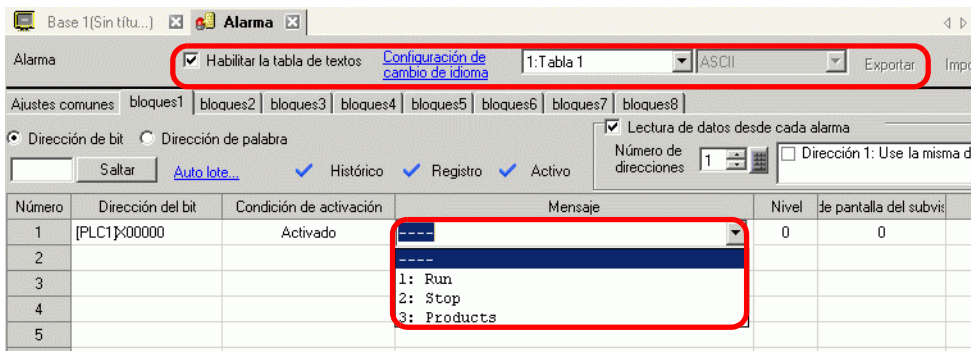 Base 1(Sin títu...) Alarma
Alarma Habilitar la tabla de textos Configuración de cambio de idioma 1:Tabla 1 ASCII Exportar Impo
Ajustes comunes bloques1 bloques2 bloques3 bloques4 bloques5 bloques6 bloques7 bloques8
Dirección de bit Dirección de palabra
Lectura de datos desde cada alarma
Saltar Auto lote... Histórico Registro Activo
Número de direcciones 1 Dirección 1: Use la misma d
Número Dirección del bit Condición de activación Mensaje Nivel de pantalla del subvis
1 [PLC1]X00000 Activado ---- 0 0
2 ----
3 1: Run
4 2: Stop
3: Products
5